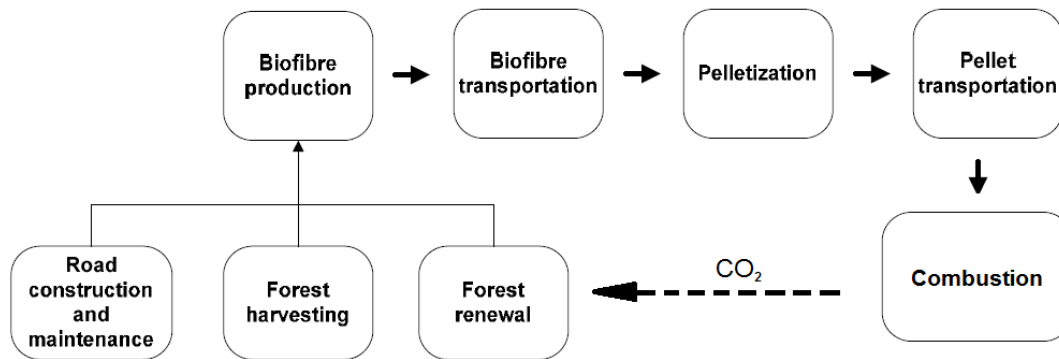 Biofibre
production
Biofibre
transportation
Pelletization
Pellet
transportation
Road
construction
and
maintenance
Forest
harvesting
Forest
renewal
CO₂
Combustion